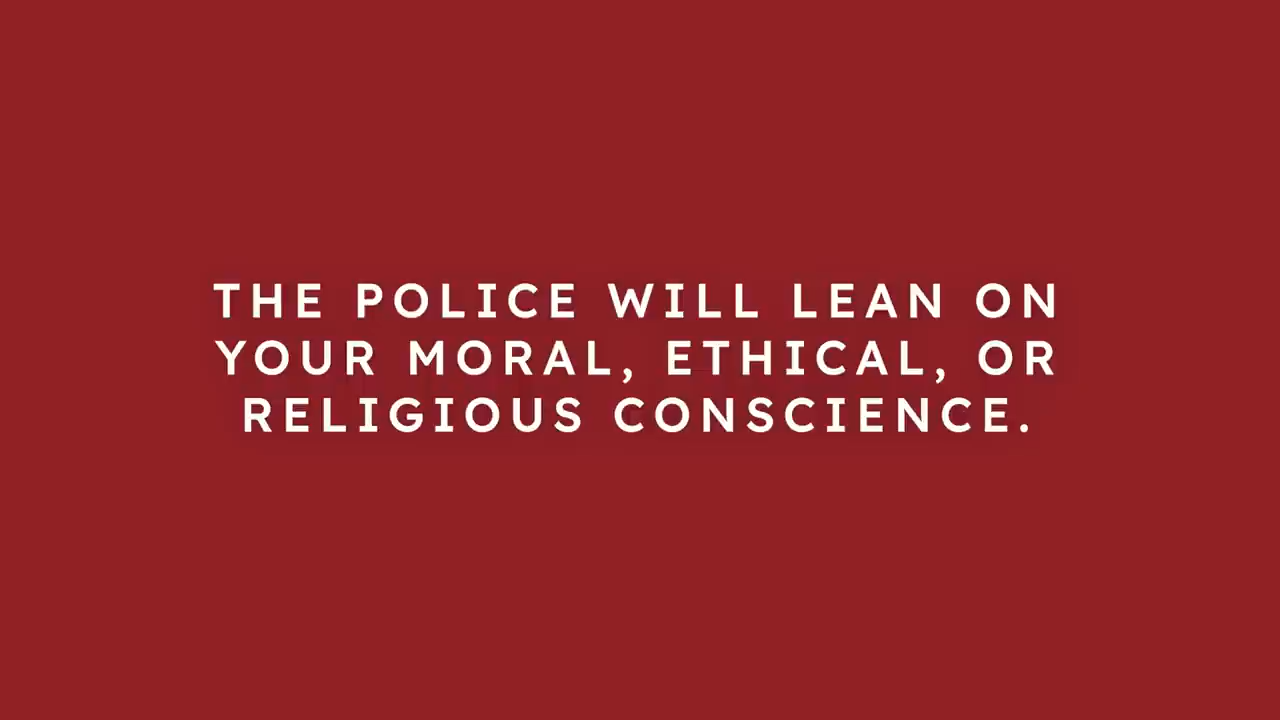 THE POLICE WILL LEAN ON
YOUR MORAL, ETHICAL, OR
RELIGIOUS CONSCIENCE.